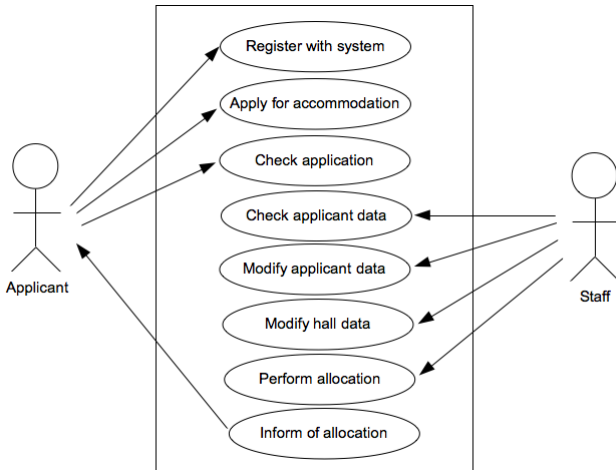 Register with system
Apply for accommodation
Check application
Check applicant data
Modify applicant data
Modify hall data
Perform allocation
Inform of allocation
Applicant
Staff